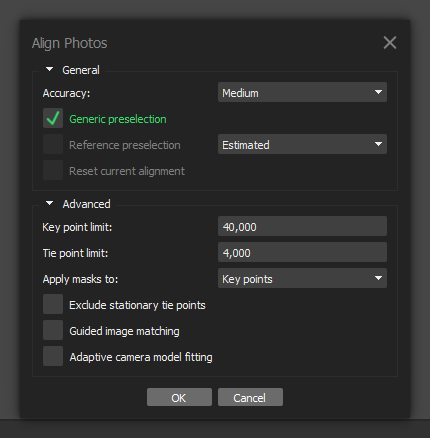 Align Photos
General
Accuracy: Medium
Generic preselection
Reference preselection Estimated
Reset current alignment
Advanced
Key point limit: 40,000
Tie point limit: 4,000
Apply masks to: Key points
Exclude stationary tie points
Guided image matching
Adaptive camera model fitting
OK Cancel